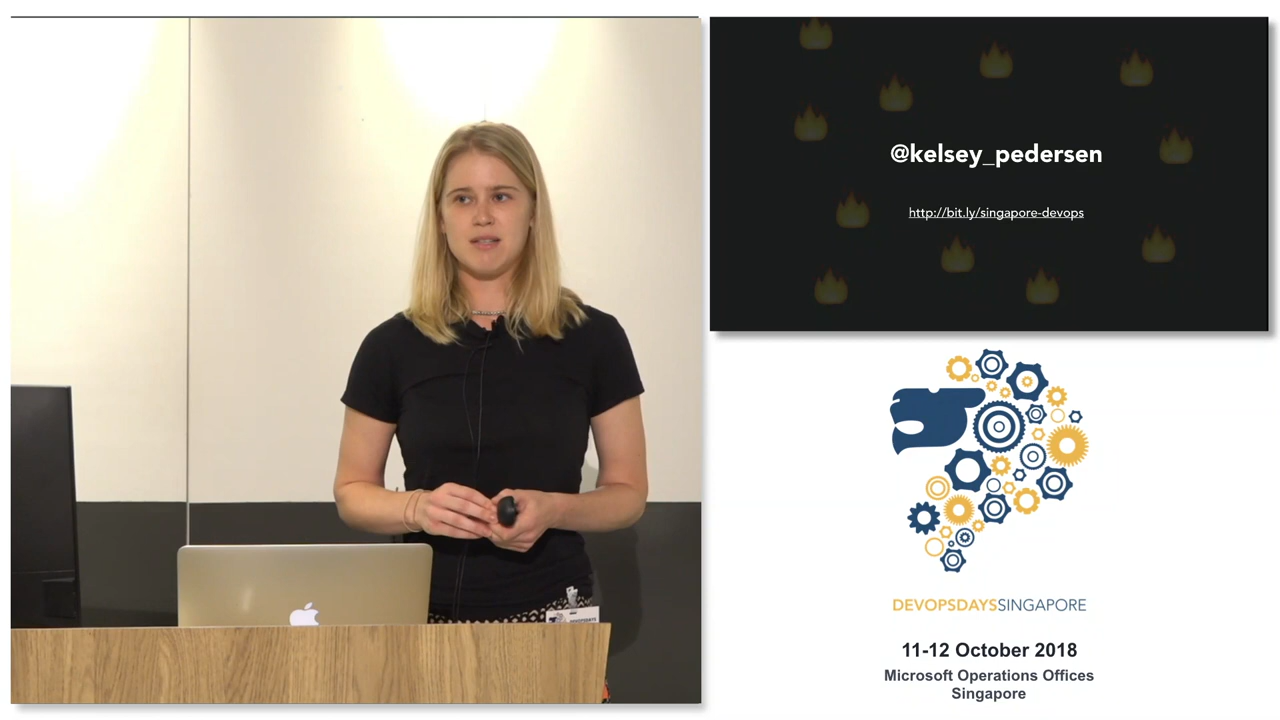 @kelsey_pedersen
http://bit.ly/singapore-devops
DEVOPSDAYSSINGAPORE
11-12 October 2018
Microsoft Operations Offices
Singapore